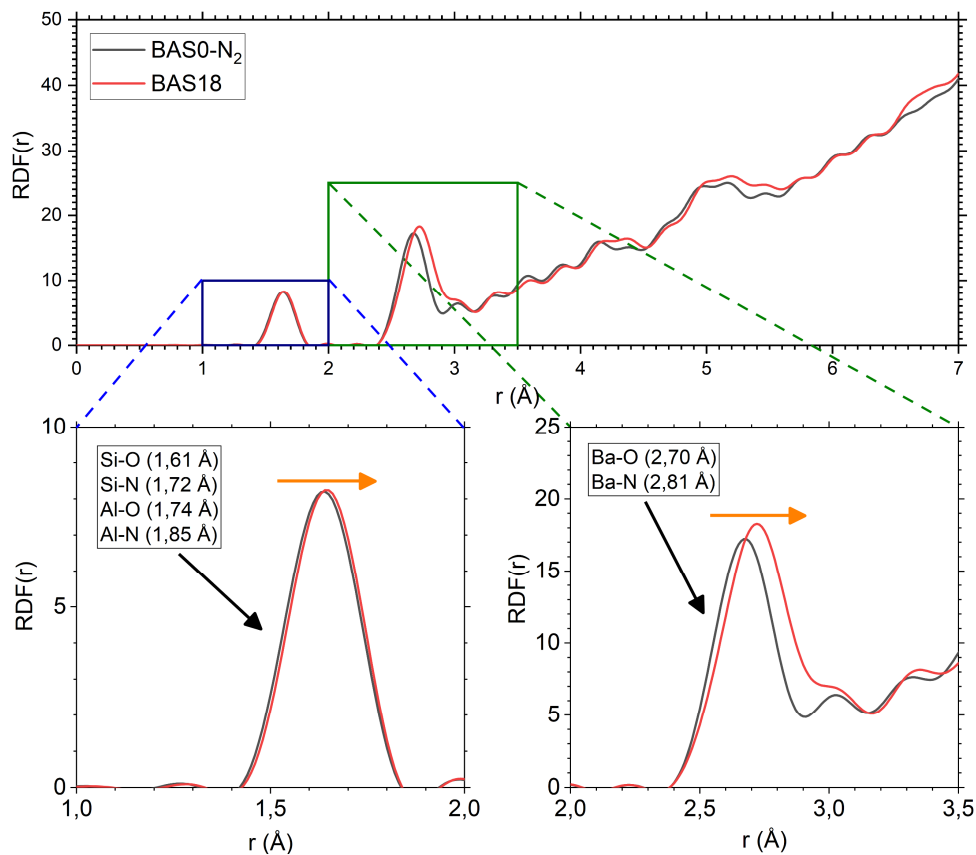 50
40
30
20
10
0
RDF(r)
BAS0-N₂
BAS18
0 1 2 3 4 5 6 7
r (Å)
10
5
0
RDF(r)
Si-O (1,61 Å)
Si-N (1,72 Å)
Al-O (1,74 Å)
Al-N (1,85 Å)
1,0 1,5 2,0
r (Å)
25
20
15
10
5
0
RDF(r)
Ba-O (2,70 Å)
Ba-N (2,81 Å)
2,0 2,5 3,0 3,5
r (Å)